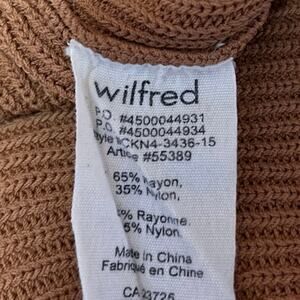 wilfred
P.O. #4500044931
P.O. #4500044934
Style #CKN4-3436-15
Article #55389
65% Rayon,
35% Nylon,
% Rayonne,
5% Nylon.
Made in China
Fabriqué en Chine
CA 23725